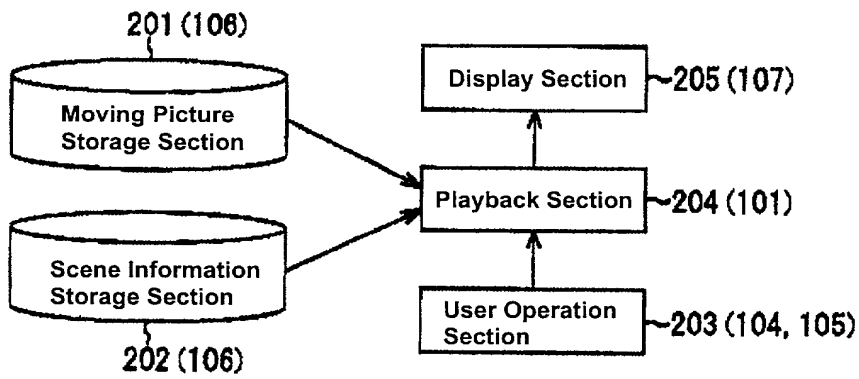 201 (106)
Moving Picture
Storage Section
Display Section
205 (107)
Playback Section
204 (101)
Scene Information
Storage Section
User Operation
Section
203 (104, 105)
202 (106)